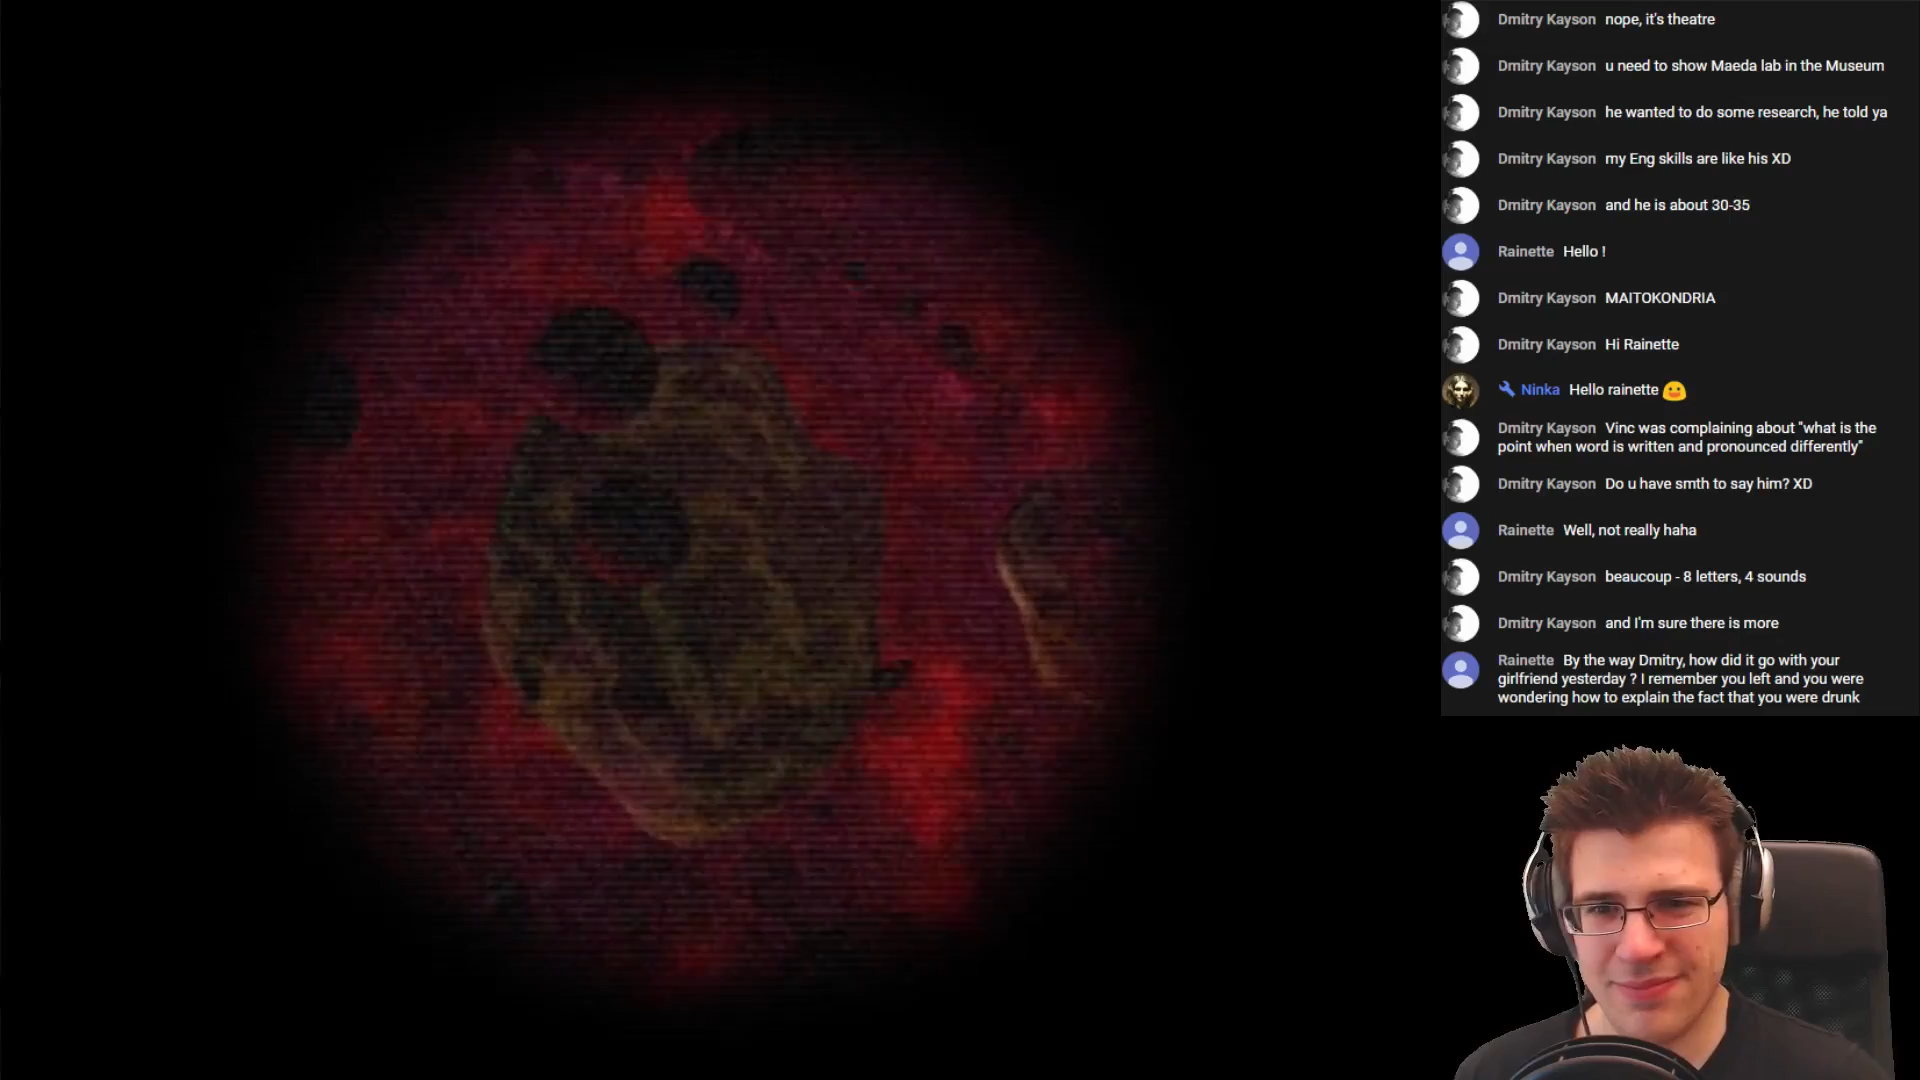 Dmitry Kayson nope, it's theatre
Dmitry Kayson u need to show Maeda lab in the Museum
Dmitry Kayson he wanted to do some research, he told ya
Dmitry Kayson my Eng skills are like his XD
Dmitry Kayson and he is about 30-35
Rainette Hello !
Dmitry Kayson MAITOKONDRIA
Dmitry Kayson Hi Rainette
Ninka Hello rainette
Dmitry Kayson Vinc was complaining about "what is the
point when word is written and pronounced differently"
Dmitry Kayson Do u have smth to say him? XD
Rainette Well, not really haha
Dmitry Kayson beaucoup - 8 letters, 4 sounds
Dmitry Kayson and I'm sure there is more
Rainette By the way Dmitry, how did it go with your
girlfriend yesterday ? I remember you left and you were
wondering how to explain the fact that you were drunk